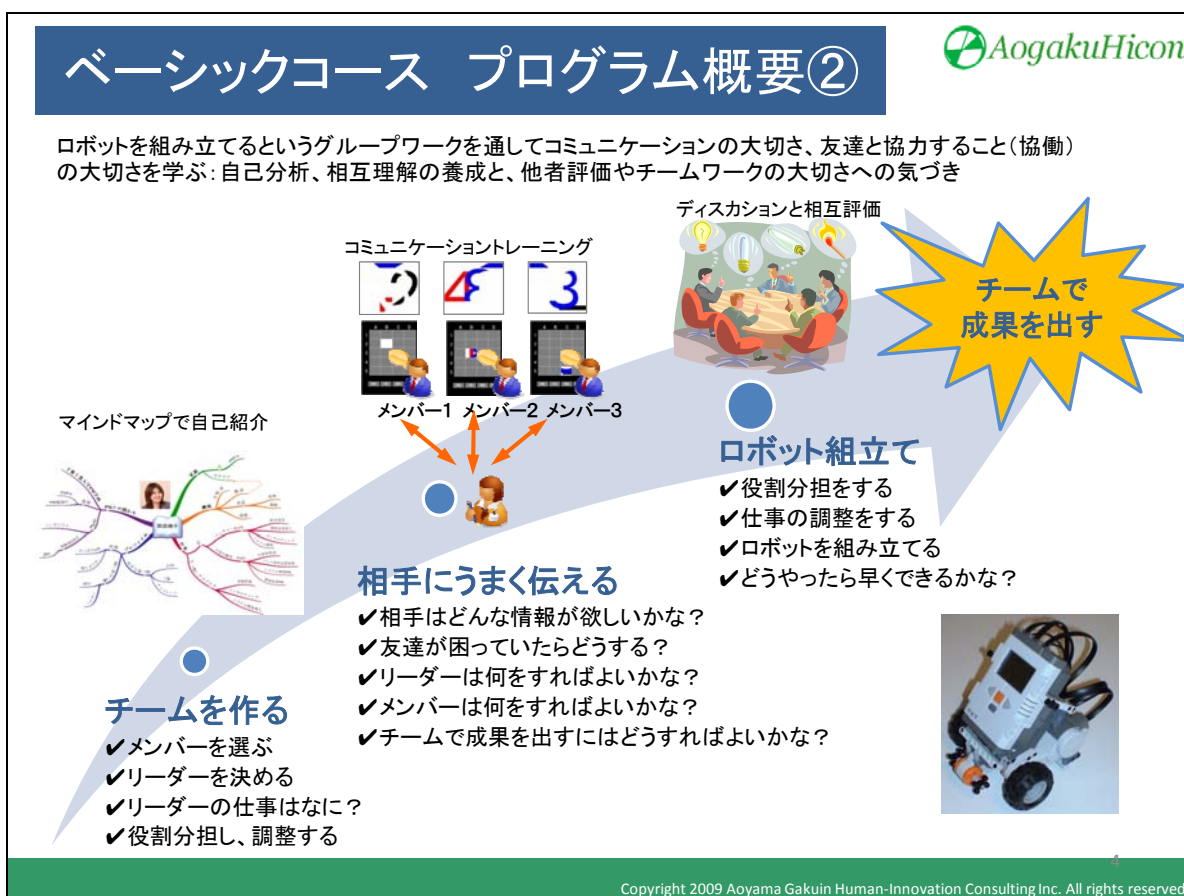 ベーシックコース　プログラム概要②
AogakuHicon
ロボットを組み立てるというグループワークを通してコミュニケーションの大切さ、友達と協力すること（協働）
の大切さを学ぶ：自己分析、相互理解の養成と、他者評価やチームワークの大切さへの気づき
ディスカションと相互評価
コミュニケーショントレーニング
チームで
成果を出す
メンバー1 メンバー2 メンバー3
マインドマップで自己紹介
ロボット組立て
✔役割分担をする
✔仕事の調整をする
✔ロボットを組み立てる
✔どうやったら早くできるかな？
相手にうまく伝える
✔相手はどんな情報が欲しいかな？
✔友達が困っていたらどうする？
✔リーダーは何をすればよいかな？
✔メンバーは何をすればよいかな？
✔チームで成果を出すにはどうすればよいかな？
チームを作る
✔メンバーを選ぶ
✔リーダーを決める
✔リーダーの仕事はなに？
✔役割分担し、調整する
4
Copyright 2009 Aoyama Gakuin Human-Innovation Consulting Inc. All rights reserved